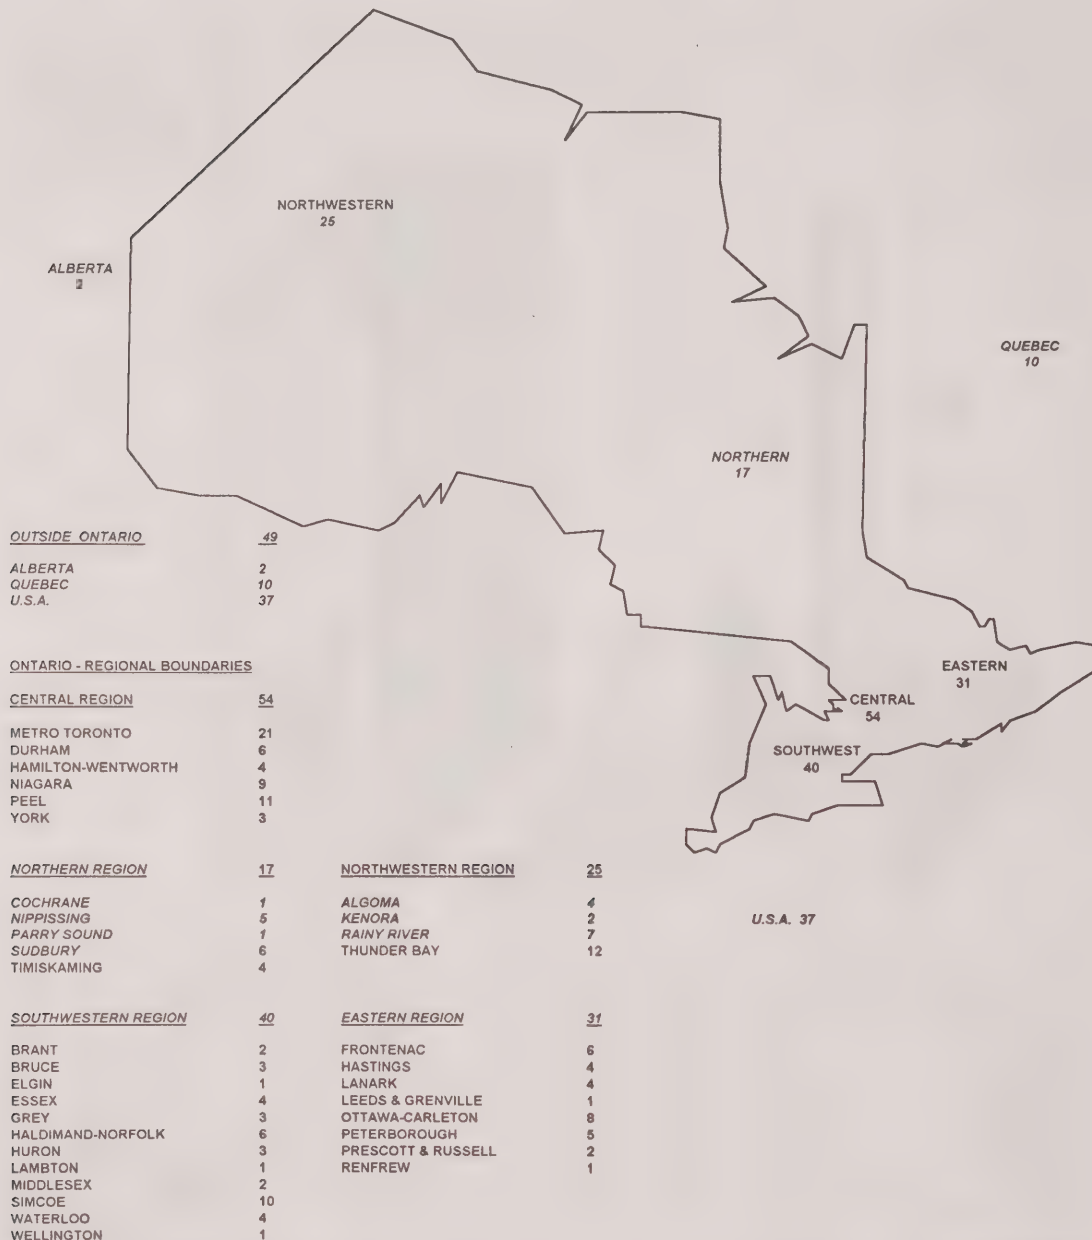 NORTHWESTERN
25
ALBERTA
QUEBEC
10
NORTHERN
17
EASTERN
31
CENTRAL
54
SOUTHWEST
40
U.S.A. 37
OUTSIDE ONTARIO 49
ALBERTA 2
QUEBEC 10
U.S.A. 37
ONTARIO - REGIONAL BOUNDARIES
CENTRAL REGION 54
METRO TORONTO 21
DURHAM 6
HAMILTON-WENTWORTH 4
NIAGARA 9
PEEL 11
YORK 3
NORTHERN REGION 17
COCHRANE 1
NIPPISSING 5
PARRY SOUND 1
SUDBURY 6
TIMISKAMING 4
NORTHWESTERN REGION 25
ALGOMA 4
KENORA 2
RAINY RIVER 7
THUNDER BAY 12
SOUTHWESTERN REGION 40
BRANT 2
BRUCE 3
ELGIN 1
ESSEX 4
GREY 3
HALDIMAND-NORFOLK 6
HURON 3
LAMBTON 1
MIDDLESEX 2
SIMCOE 10
WATERLOO 4
WELLINGTON 1
EASTERN REGION 31
FRONTENAC 6
HASTINGS 4
LANARK 4
LEEDS & GRENVILLE 1
OTTAWA-CARLETON 8
PETERBOROUGH 5
PRESCOTT & RUSSELL 2
RENFREW 1